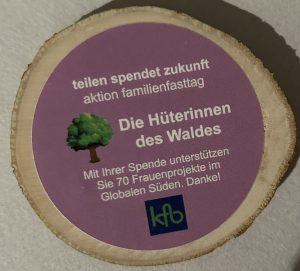 teilen spendet zukunft
aktion familienfasttag
Die Hüterinnen
des Waldes
Mit Ihrer Spende unterstützen
Sie 70 Frauenprojekte im
Globalen Süden. Danke!
kfb